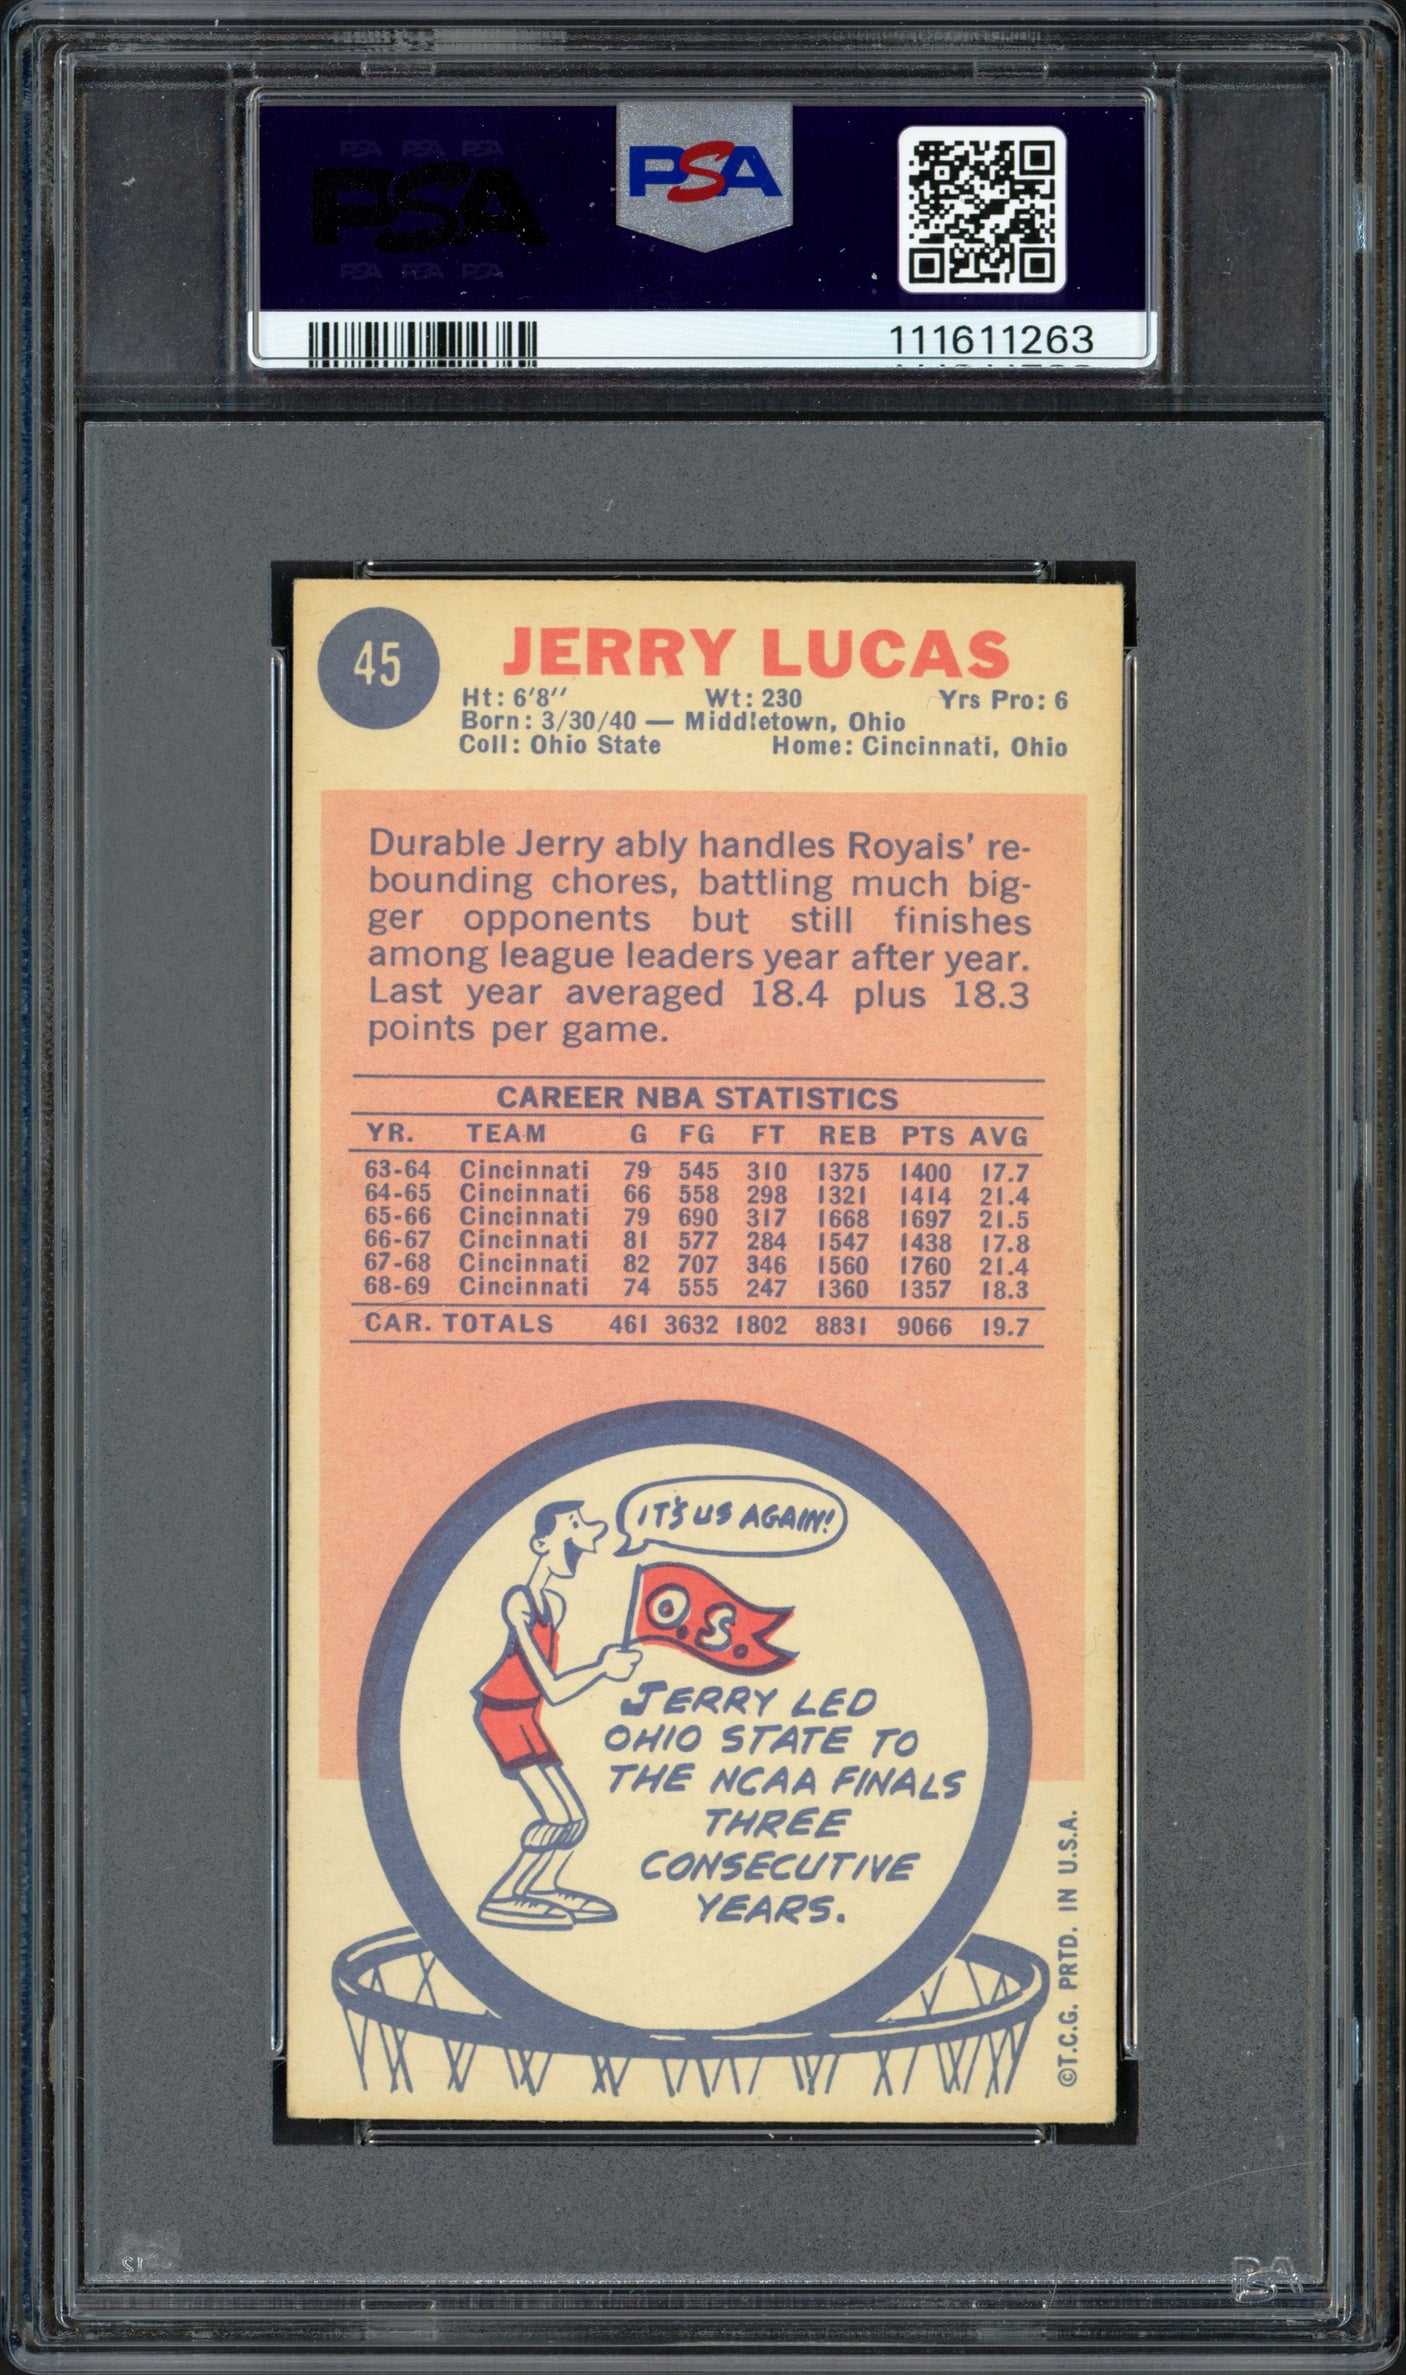 PSA PSA PSA
PSA
PSA PSA PSA
PSA
111611263
45
JERRY LUCAS
Ht: 6'8'' Wt: 230 Yrs Pro: 6
Born: 3/30/40 — Middletown, Ohio
Coll: Ohio State Home: Cincinnati, Ohio
Durable Jerry ably handles Royals' re-
bounding chores, battling much big-
ger opponents but still finishes
among league leaders year after year.
Last year averaged 18.4 plus 18.3
points per game.
CAREER NBA STATISTICS
YR. TEAM G FG FT REB PTS AVG
63-64 Cincinnati 79 545 310 1375 1400 17.7
64-65 Cincinnati 66 558 298 1321 1414 21.4
65-66 Cincinnati 79 690 317 1668 1697 21.5
66-67 Cincinnati 81 577 284 1547 1438 17.8
67-68 Cincinnati 82 707 346 1560 1760 21.4
68-69 Cincinnati 74 555 247 1360 1357 18.3
CAR. TOTALS 461 3632 1802 8831 9066 19.7
IT'S US AGAIN!
O.S.
JERRY LED
OHIO STATE TO
THE NCAA FINALS
THREE
CONSECUTIVE
YEARS.
©T.C.G. PRTD. IN U.S.A.
PSA